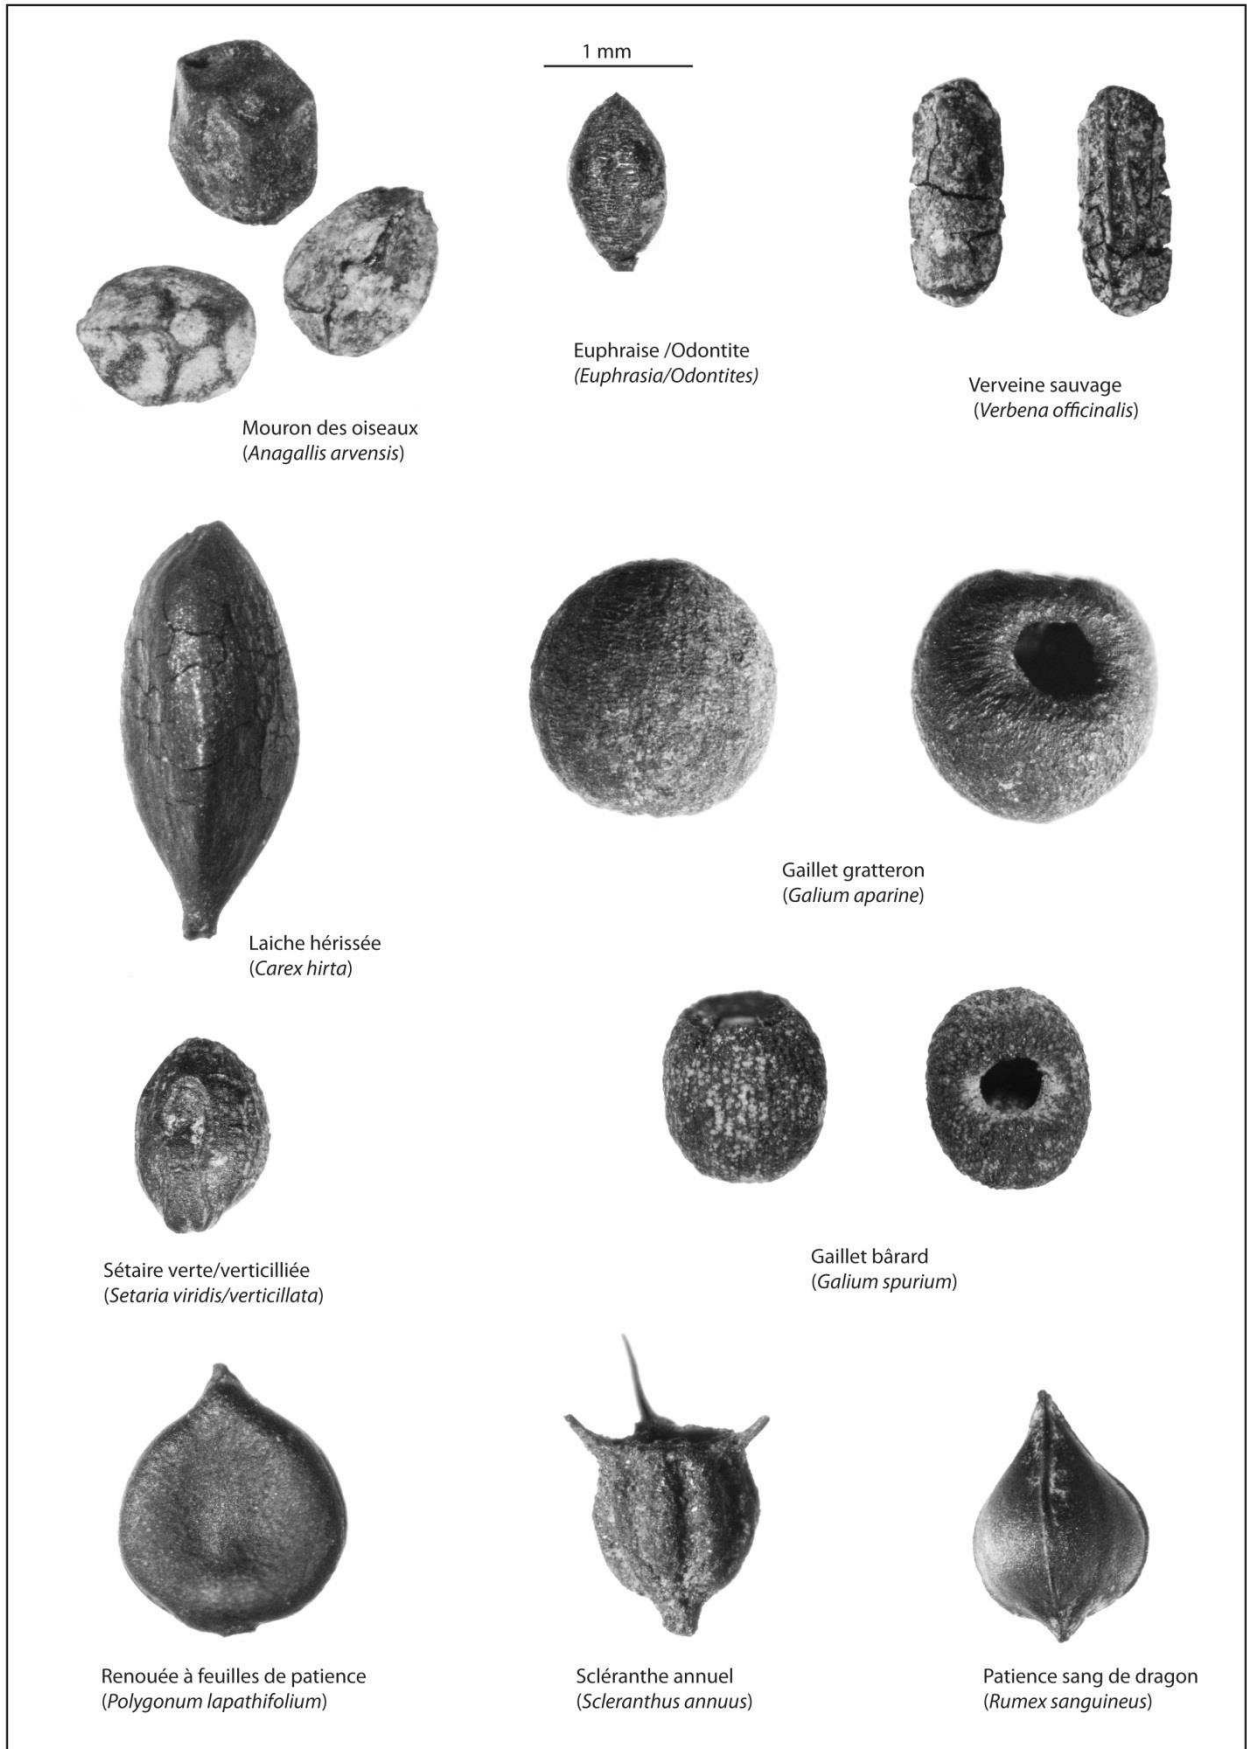 1 mm
Euphraise /Odontite
(Euphrasia/Odontites)
Verveine sauvage
(Verbena officinalis)
Mouron des oiseaux
(Anagallis arvensis)
Gaillet gratteron
(Galium aparine)
Laiche hérissée
(Carex hirta)
Gaillet bârard
(Galium spurium)
Sétaire verte/verticilliée
(Setaria viridis/verticillata)
Renouée à feuilles de patience
(Polygonum lapathifolium)
Scléranthe annuel
(Scleranthus annuus)
Patience sang de dragon
(Rumex sanguineus)